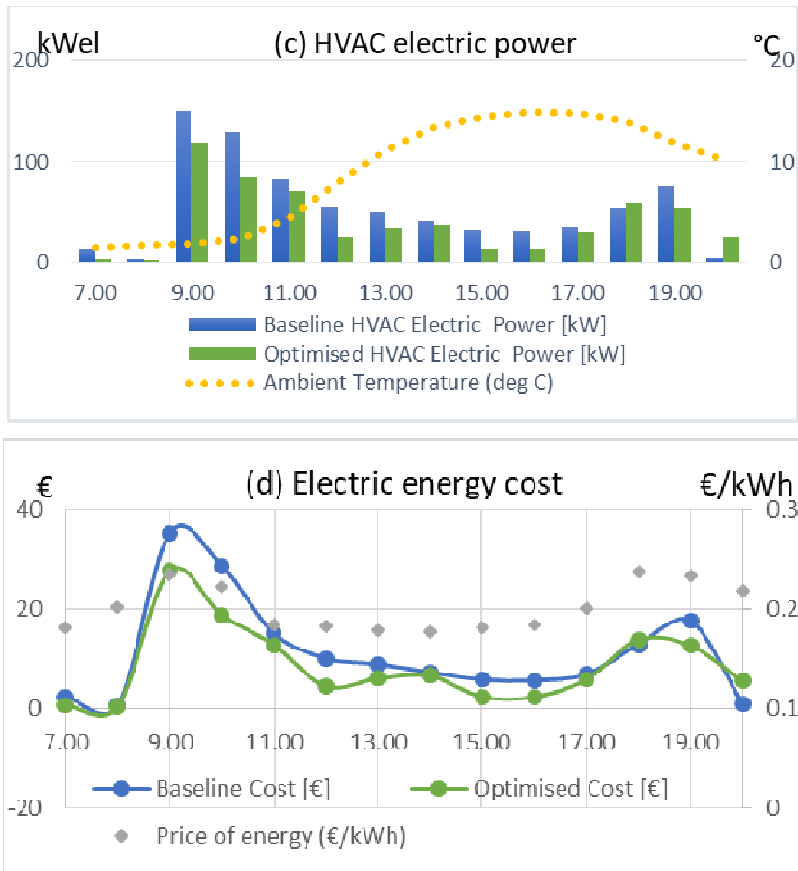 kWel (c) HVAC electric power °C
200 20
100 10
0 0
7.00 9.00 11.00 13.00 15.00 17.00 19.00
Baseline HVAC Electric Power [kW]
Optimised HVAC Electric Power [kW]
Ambient Temperature (deg C)
€ (d) Electric energy cost €/kWh
40 0.3
20 0.2
0 0.1
7.00 9.00 11.00 13.00 15.00 17.00 19.00
-20 0
Baseline Cost [€] Optimised Cost [€]
Price of energy (€/kWh)